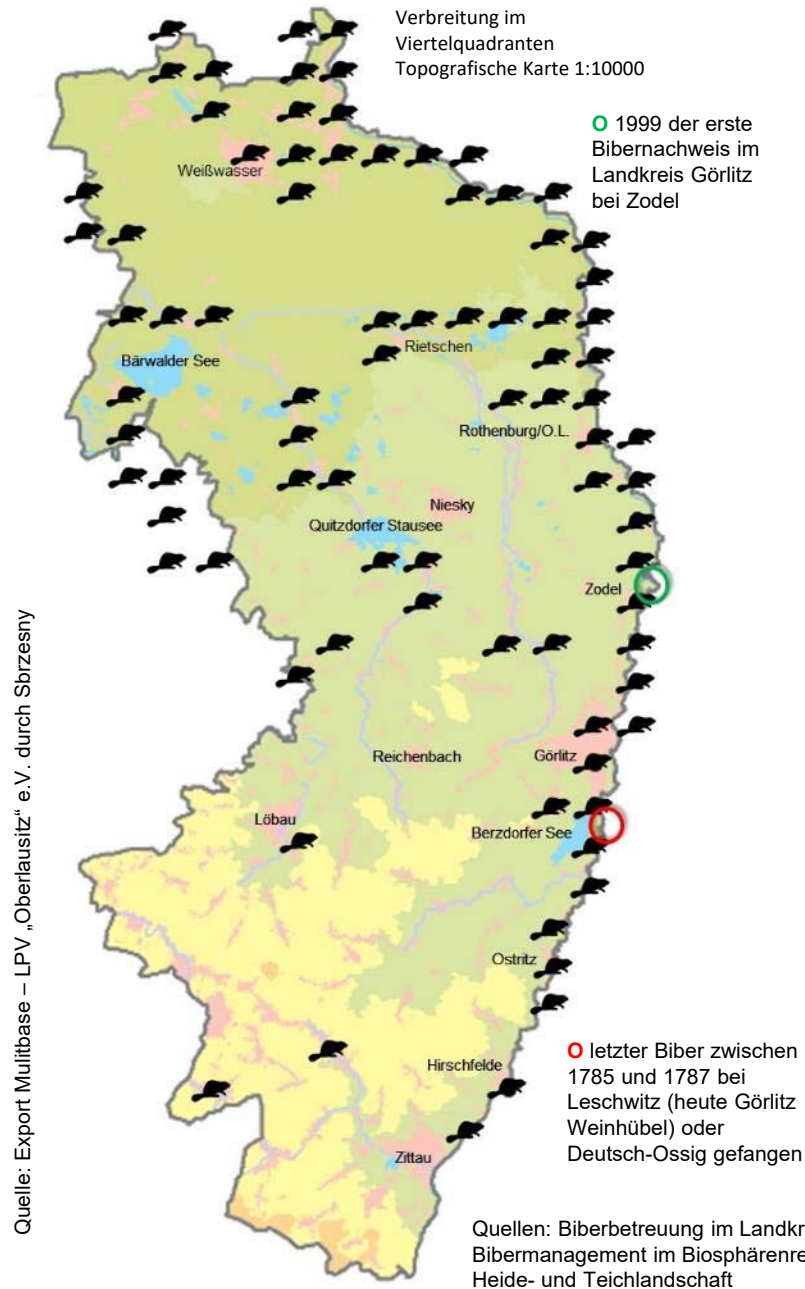 Verbreitung im
Viertelquadranten
Topografische Karte 1:10000
O 1999 der erste
Bibernachweis im
Landkreis Görlitz
bei Zodel
Weißwasser
Bärwalder See
Rietschen
Rothenburg/O.L.
Niesky
Quitzdorfer Stausee
Zodel
Reichenbach
Görlitz
Löbau
Berzdorfer See
Ostritz
Hirschfelde
Zittau
O letzter Biber zwischen
1785 und 1787 bei
Leschwitz (heute Görlitz
Weinhübel) oder
Deutsch-Ossig gefangen
Quellen: Biberbetreuung im Landkr
Bibermanagement im Biosphärenre
Heide- und Teichlandschaft
Quelle: Export Mulitbase – LPV „Oberlausitz“ e.V. durch Sbrzesny